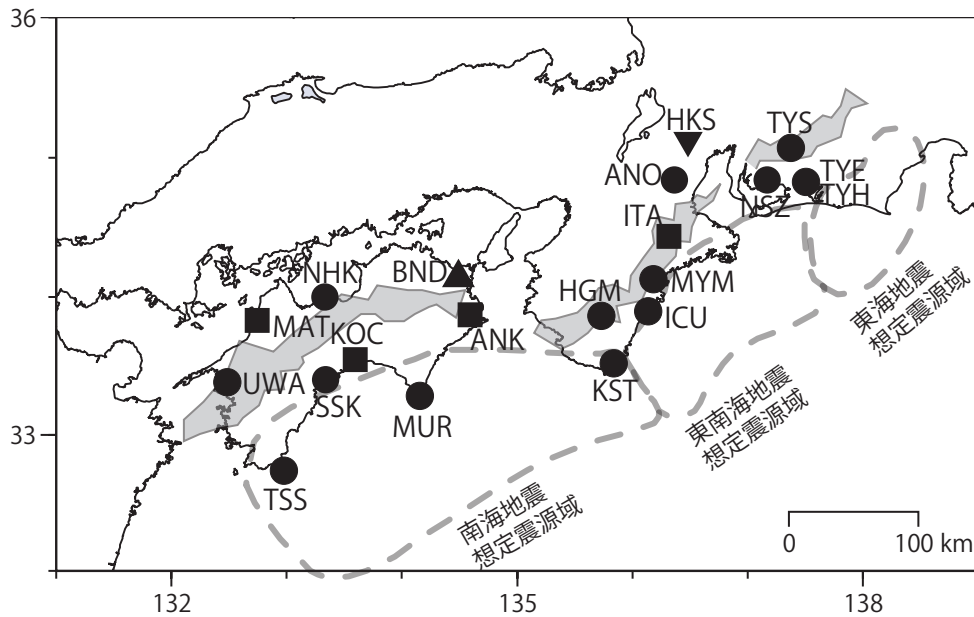 36
HKS
TYS
ANO
TYE
NSZ
TYH
ITA
NHK
BND
HGM
MYM
MAT
KOC
ANK
ICU
UWA
SSK
MUR
KST
33
TSS
東海地震
想定震源域
東南海地震
想定震源域
南海地震
想定震源域
0
100 km
132
135
138